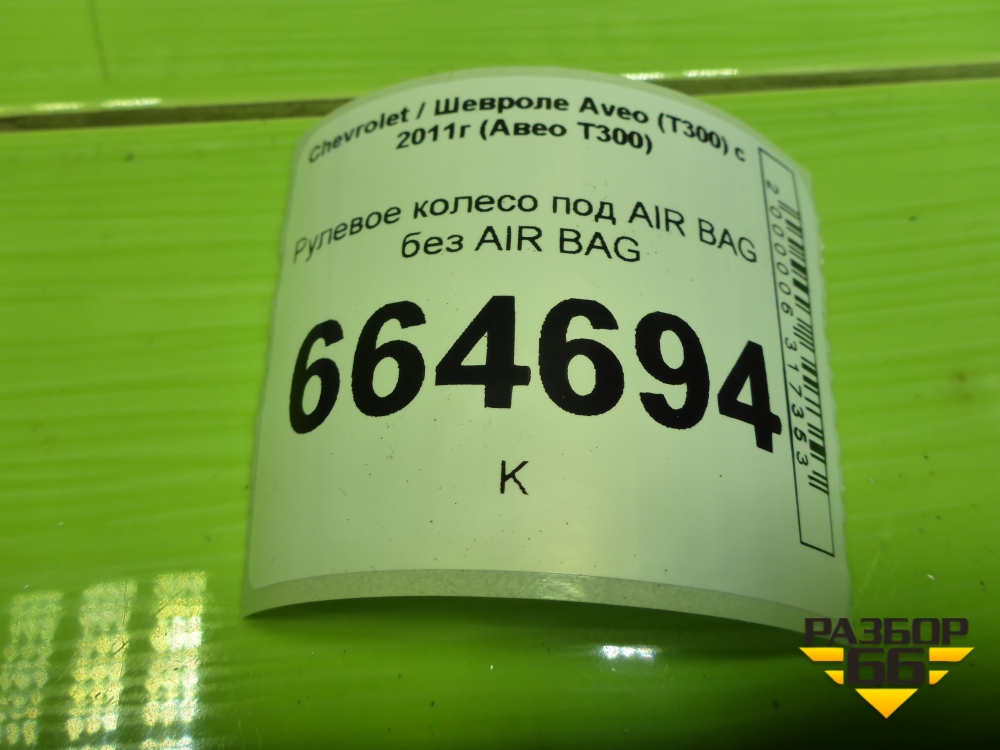 Chevrolet / Шевроле Aveo (T300) с
2011г (Авео Т300)
Рулевое колесо под AIR BAG
без AIR BAG
664694
K
2000006317353
РАЗБОР
66